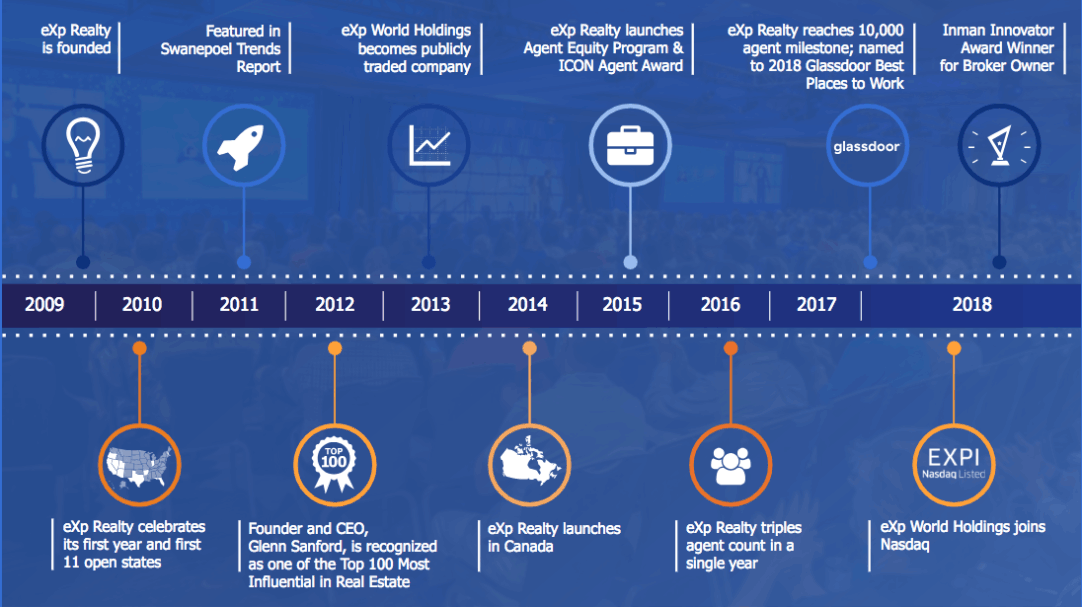 eXp Realty
is founded
Featured in
Swanepoel Trends
Report
eXp World Holdings
becomes publicly
traded company
eXp Realty launches
Agent Equity Program &
ICON Agent Award
eXp Realty reaches 10,000
agent milestone; named
to 2018 Glassdoor Best
Places to Work
Inman Innovator
Award Winner
for Broker Owner
glassdoor
2009
2010
2011
2012
2013
2014
2015
2016
2017
2018
TOP
100
EXPI
Nasdaq Listed
eXp Realty celebrates
its first year and first
11 open states
Founder and CEO,
Glenn Sanford, is recognized
as one of the Top 100 Most
Influential in Real Estate
eXp Realty launches
in Canada
eXp Realty triples
agent count in a
single year
eXp World Holdings joins
Nasdaq